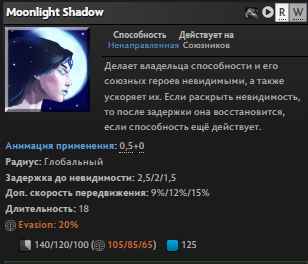 Moonlight Shadow
R W
Способность Действует на
Ненаправленная Союзников
Делает владельца способности и его
союзных героев невидимыми, а также
ускоряет их. Если раскрыть невидимость,
то после задержки она восстановится,
если способность ещё действует.
Анимация применения: 0,5+0
Радиус: Глобальный
Задержка до невидимости: 2,5/2/1,5
Доп. скорость передвижения: 9%/12%/15%
Длительность: 18
Evasion: 20%
140/120/100 (105/85/65) 125